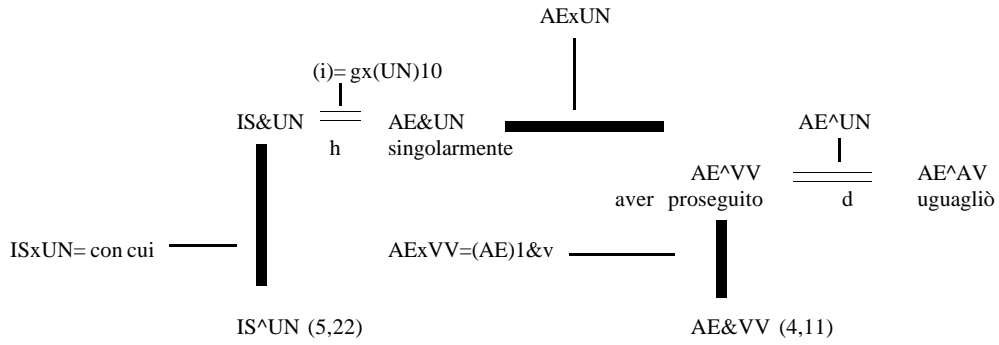 AExUN
(i)= gx(UN)10
IS&UN AE&UN AE^UN
h singolarmente
AE^VV AE^AV
aver proseguito d uguagliò
ISxUN= con cui AExVV=(AE)1&v
IS^UN (5,22) AE&VV (4,11)